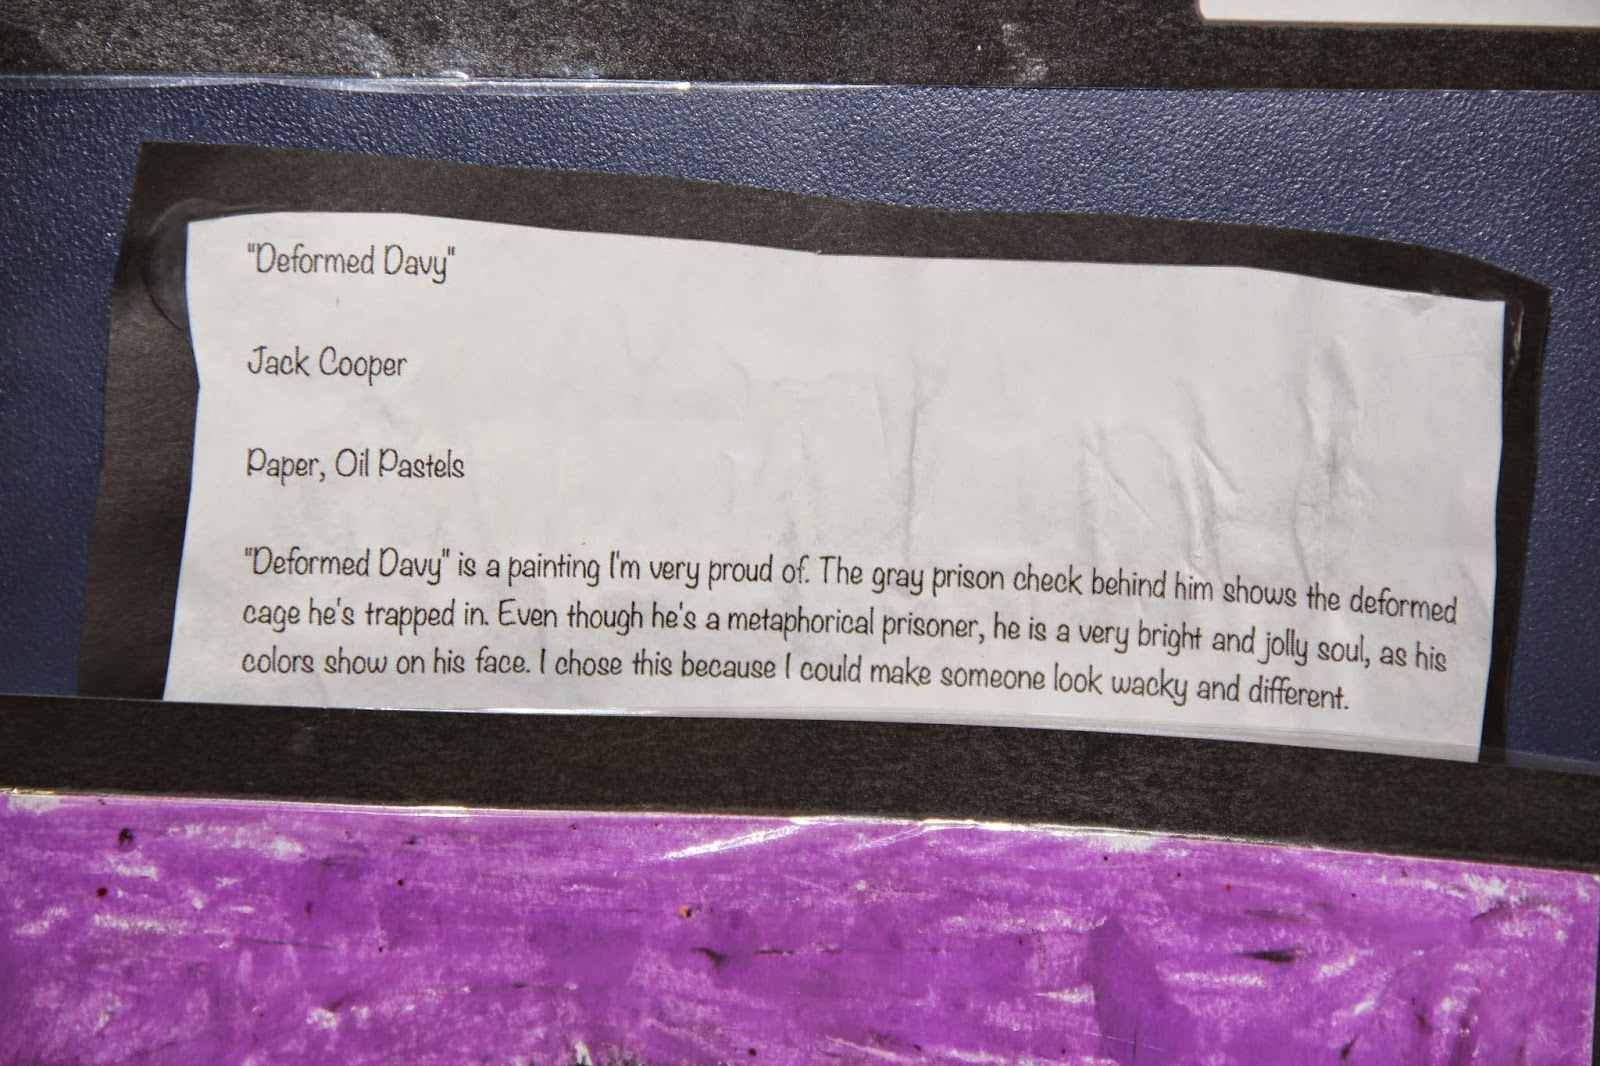 "Deformed Davy"
Jack Cooper
Paper, Oil Pastels
"Deformed Davy" is a painting I'm very proud of. The gray prison check behind him shows the deformed
cage he's trapped in. Even though he's a metaphorical prisoner, he is a very bright and jolly soul, as his
colors show on his face. I chose this because I could make someone look wacky and different.